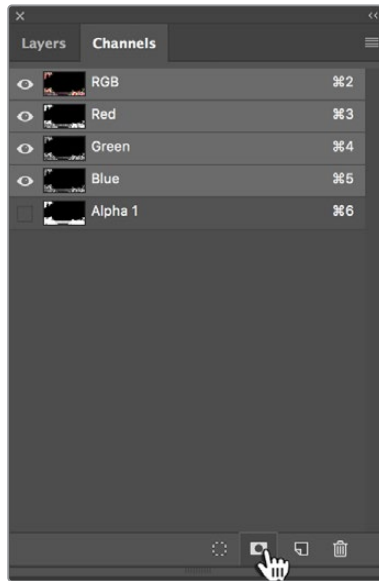 Layers Channels
RGB ⌘2
Red ⌘3
Green ⌘4
Blue ⌘5
Alpha 1 ⌘6